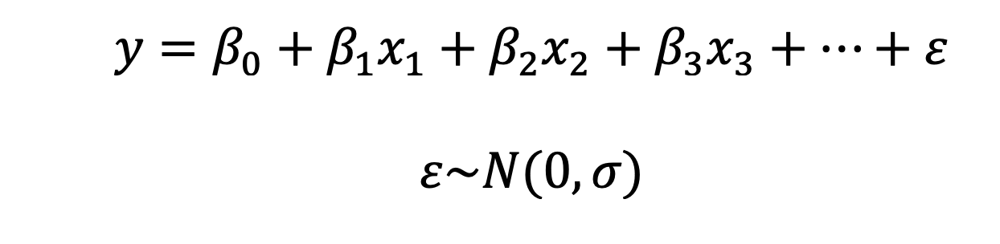 y = β₀ + β₁x₁ + β₂x₂ + β₃x₃ + ⋯ + ε
ε~N(0, σ)